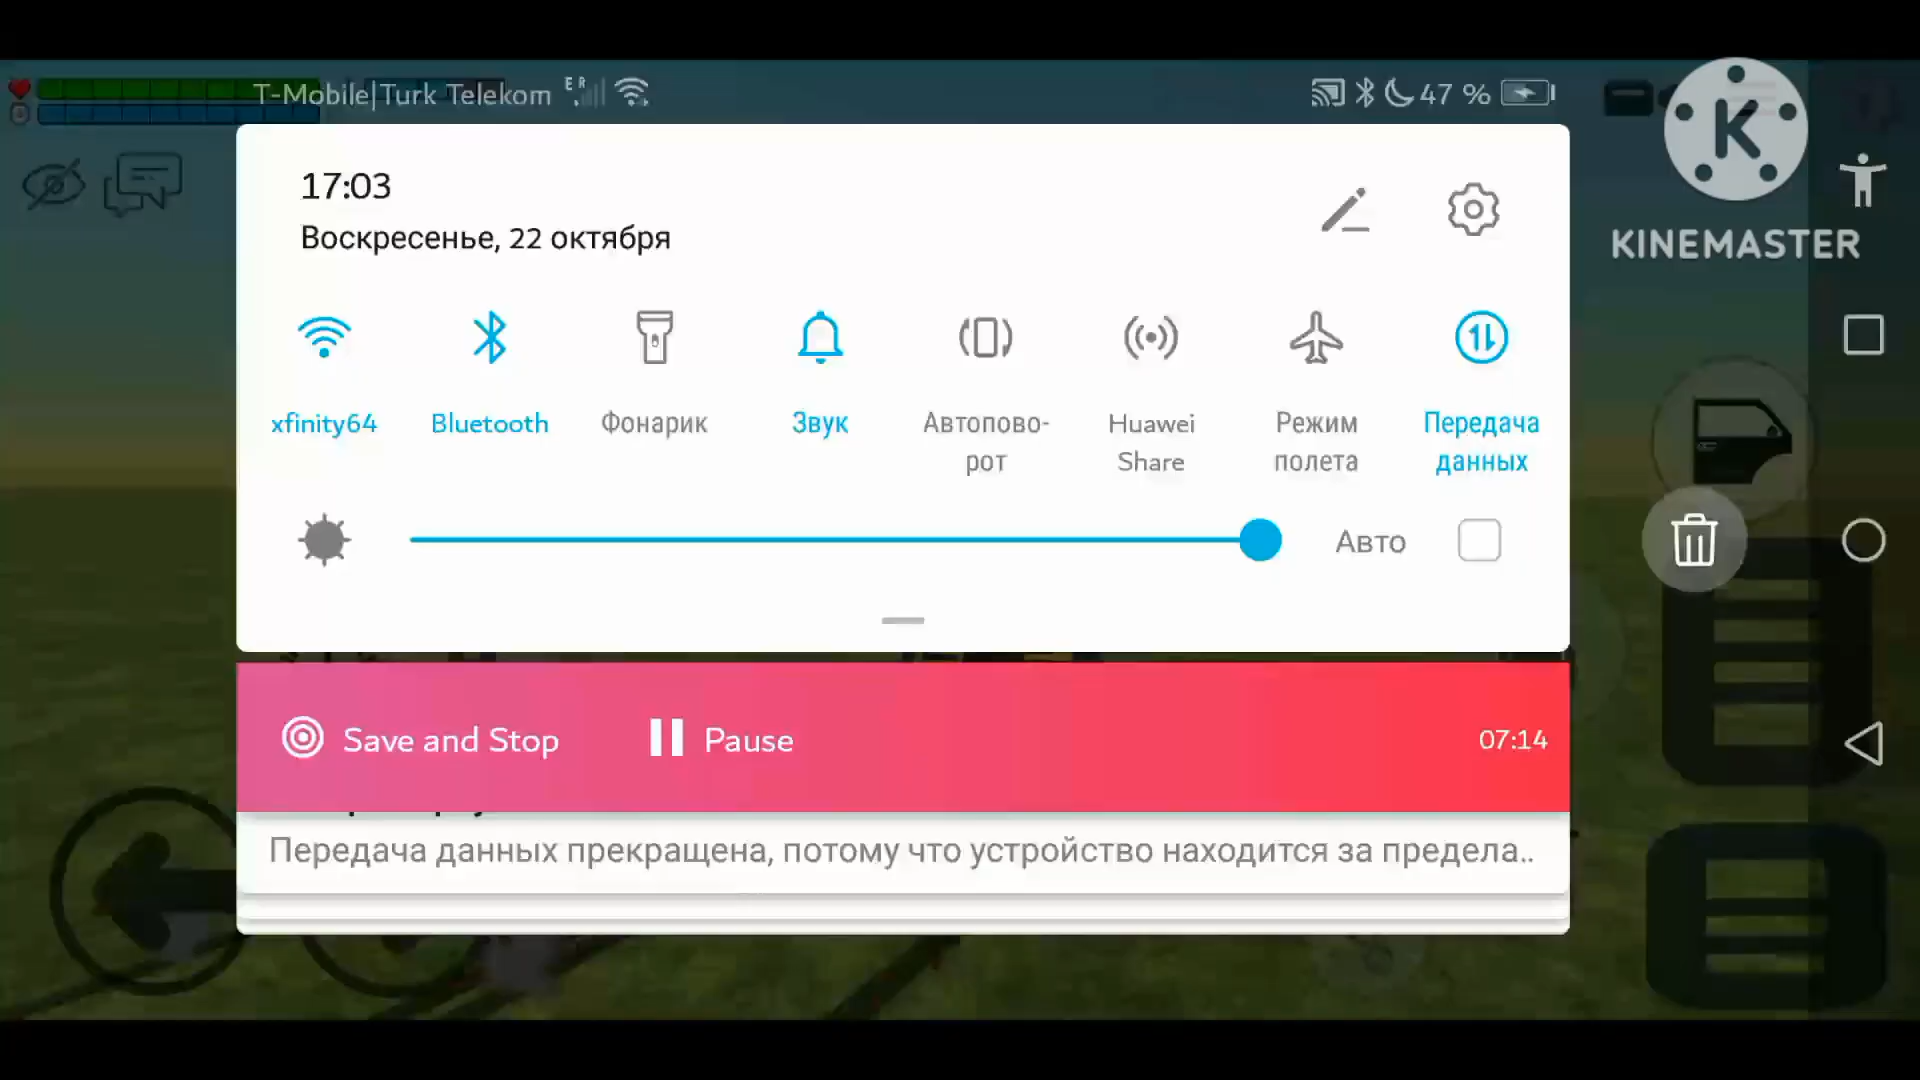 T-Mobile|Turk Telekom
ER
47 %
17:03
Воскресенье, 22 октября
K
KINEMASTER
xfinity64
Bluetooth
Фонарик
Звук
Автопово-
рот
Huawei
Share
Режим
полета
Передача
данных
Авто
Save and Stop
Pause
07:14
Передача данных прекращена, потому что устройство находится за предела..